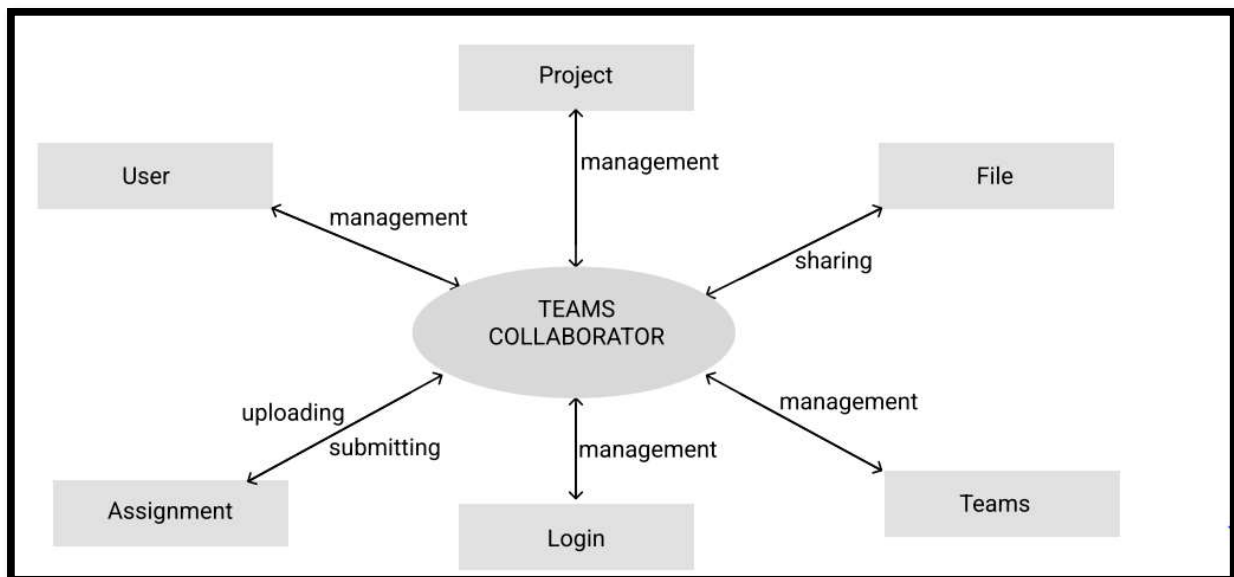 Project
management
User
File
management
sharing
TEAMS
COLLABORATOR
uploading
submitting
management
management
Assignment
Login
Teams